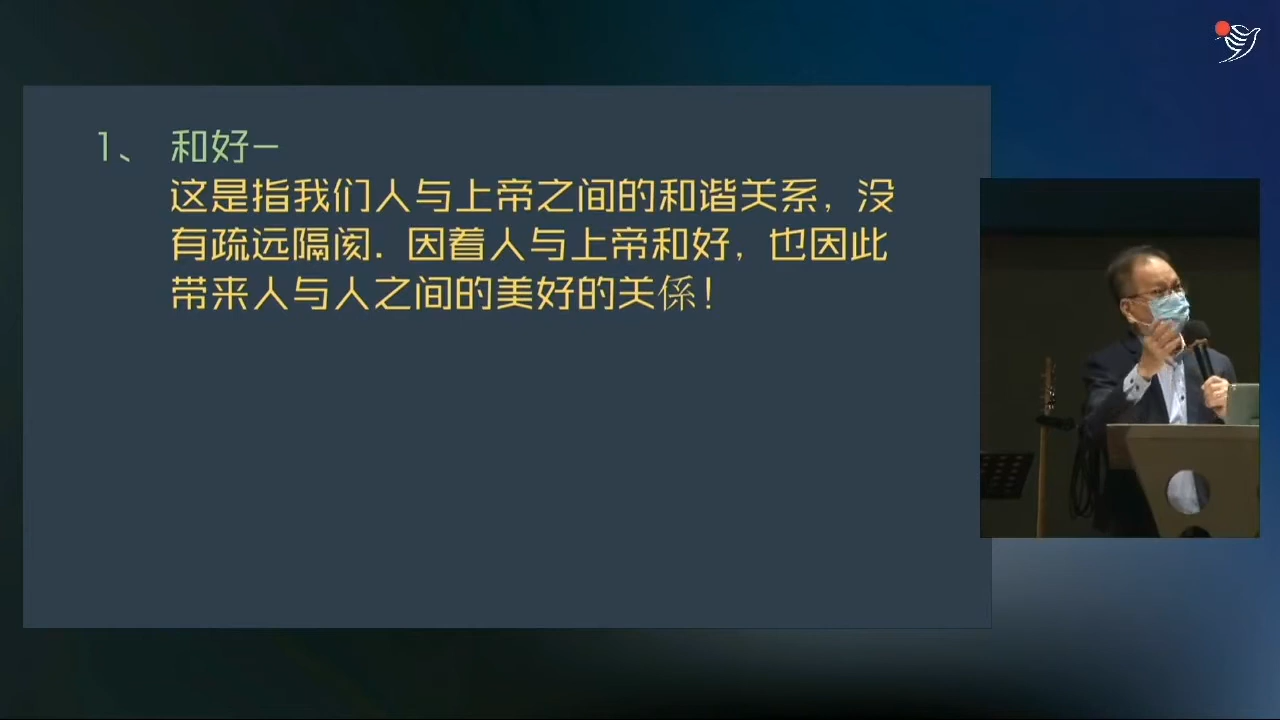 1、 和好—
这是指我们人与上帝之间的和谐关系，没
有疏远隔阂．因着人与上帝和好，也因此
带来人与人之间的美好的关係！